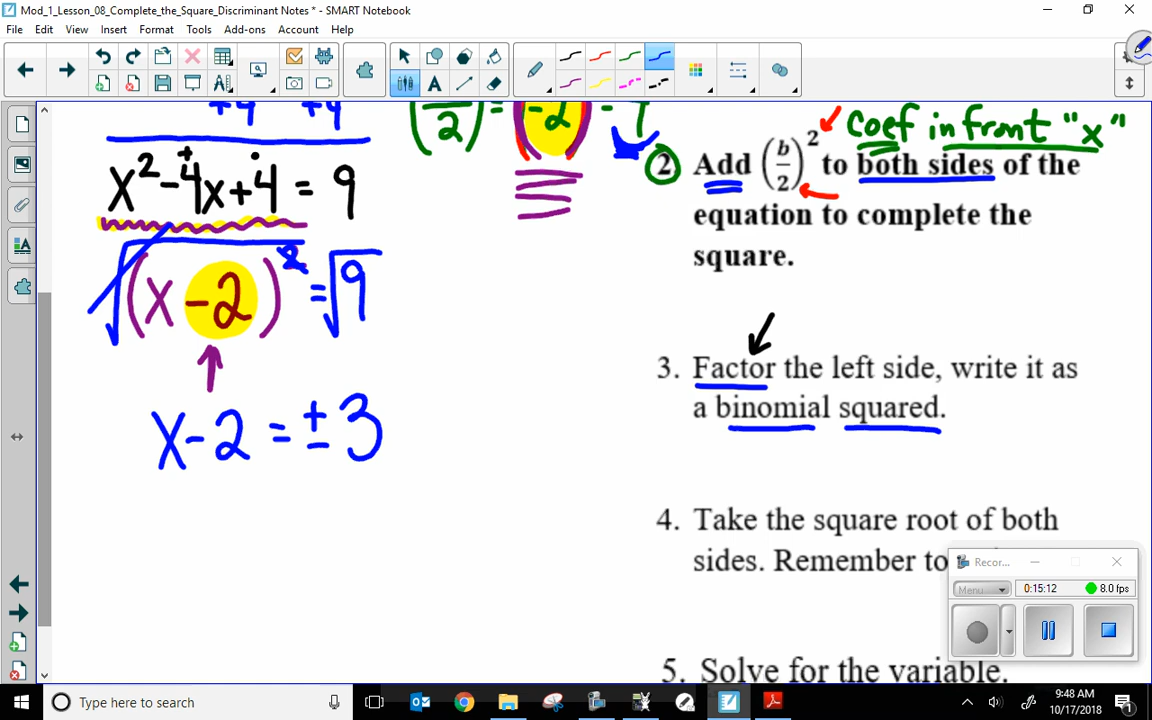 Mod_1_Lesson_08_Complete_the_Square_Discriminant Notes * - SMART Notebook
File Edit View Insert Format Tools Add-ons Account Help
+4 +4
x² - 4x + 4 = 9
√(x - 2)² = √9
x - 2 = ± 3
coef in front "x"
2 Add (b/2)² to both sides of the
equation to complete the
square.
3. Factor the left side, write it as
a binomial squared.
4. Take the square root of both
sides. Remember to
5. Solve for the variable.
Recor...
Menu 0:15:12 8.0 fps
Type here to search
9:48 AM
10/17/2018